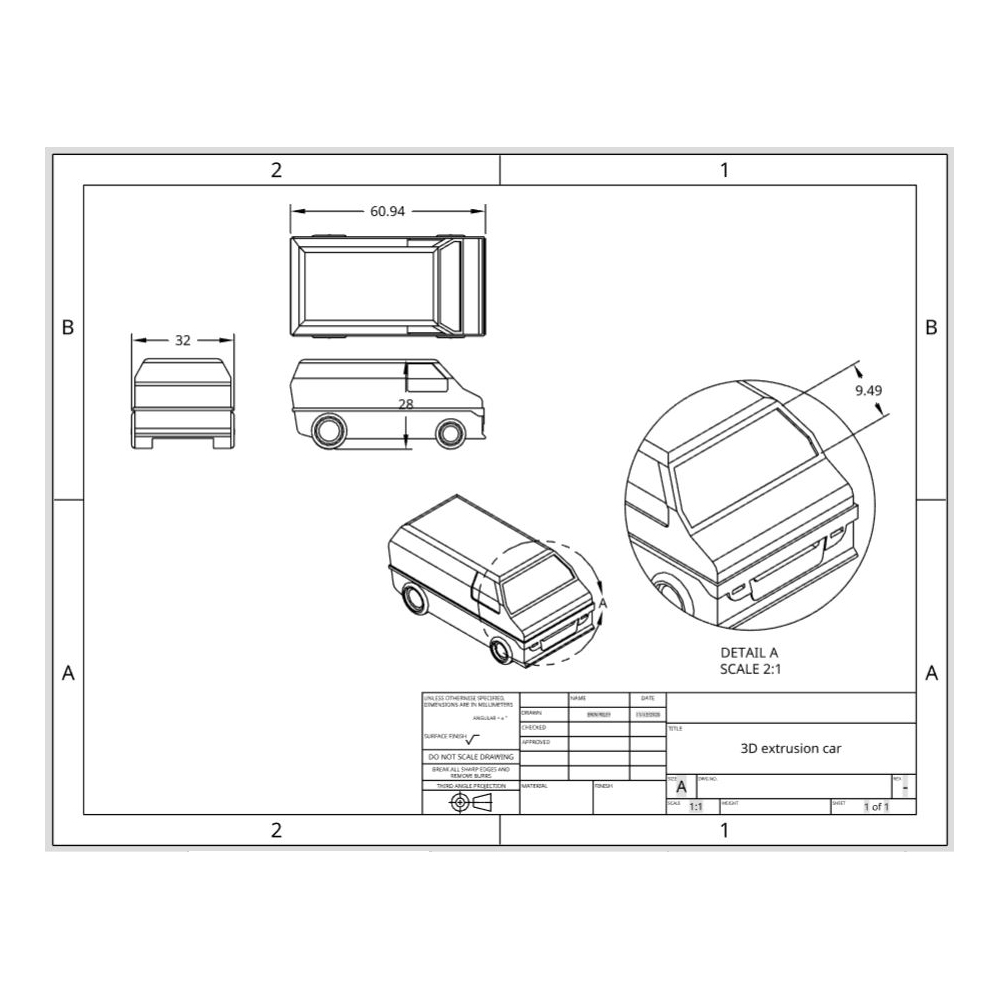 2
1
60.94
B
B
32
28
9.49
A
DETAIL A
SCALE 2:1
A
A
UNLESS OTHERWISE SPECIFIED,
DIMENSIONS ARE IN MILLIMETERS
ANGULAR = ± °
SURFACE FINISH
DO NOT SCALE DRAWING
BREAK ALL SHARP EDGES AND
REMOVE BURRS
THIRD ANGLE PROJECTION
NAME
DATE
DRAWN
CHECKED
APPROVED
MATERIAL
FINISH
TITLE
3D extrusion car
SIZE
A
DWG NO.
REV.
-
SCALE
1:1
WEIGHT
SHEET
1 of 1
2
1